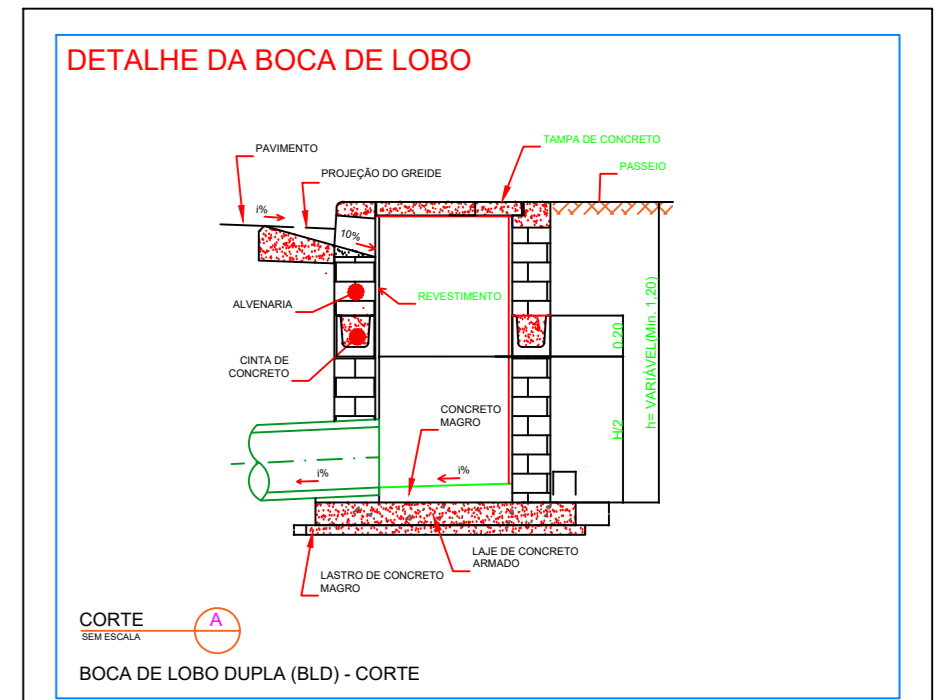 DETALHE DA BOCA DE LOBO
PAVIMENTO
TAMPA DE CONCRETO
PASSEIO
PROJEÇÃO DO GREIDE
i%
10%
ALVENARIA
REVESTIMENTO
CINTA DE
CONCRETO
0,20
h= VARIÁVEL(Min. 1,20)
H/2
CONCRETO
MAGRO
i%
i%
LAJE DE CONCRETO
ARMADO
LASTRO DE CONCRETO
MAGRO
CORTE
A
SEM ESCALA
BOCA DE LOBO DUPLA (BLD) - CORTE